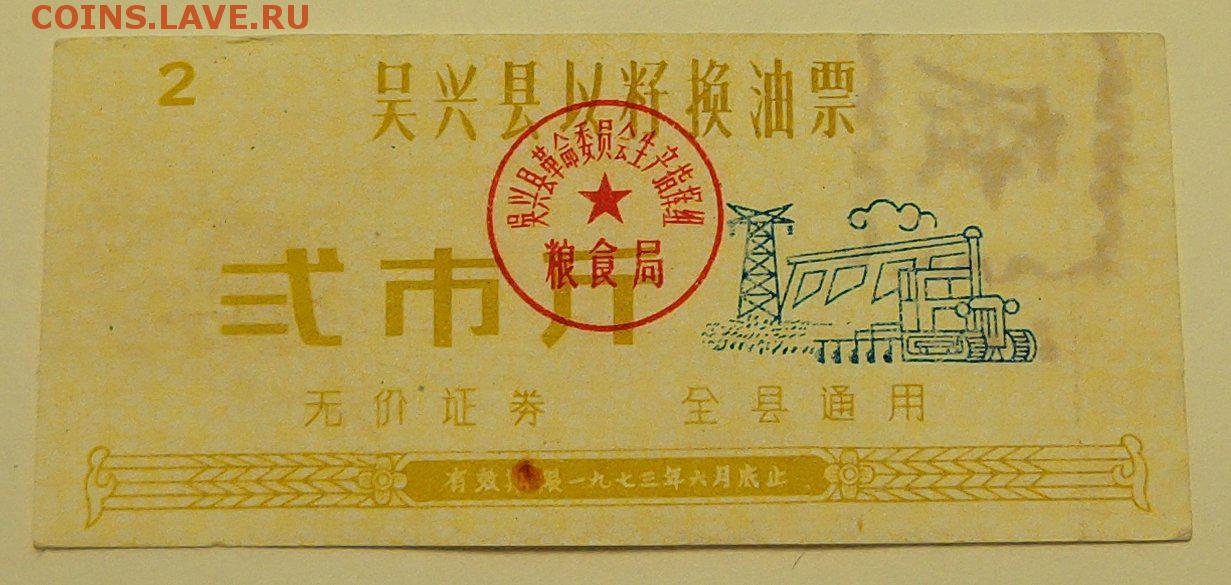 COINS.LAVE.RU
2
吴兴县以籽换油票
吴兴县革命委员会生产指挥组
粮食局
弍市斤
无价证券 全县通用
有效期限一九七三年六月底止